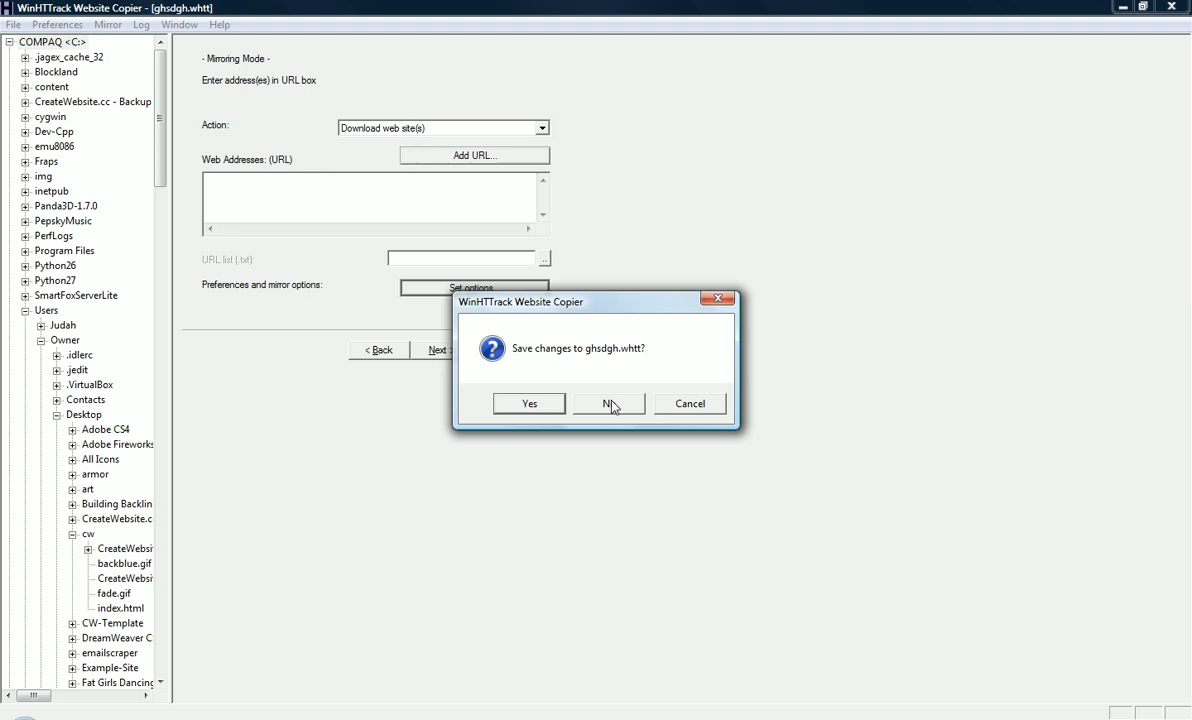 WinHTTrack Website Copier - [ghsdgh.whtt]
File Preferences Mirror Log Window Help
COMPAQ <C:>
.jagex_cache_32
Blockland
content
CreateWebsite.cc - Backup
cygwin
Dev-Cpp
emu8086
Fraps
img
inetpub
Panda3D-1.7.0
PepskyMusic
PerfLogs
Program Files
Python26
Python27
SmartFoxServerLite
Users
Judah
Owner
.idlerc
.jedit
.VirtualBox
Contacts
Desktop
Adobe CS4
Adobe Fireworks
All Icons
armor
art
Building Backlin
CreateWebsite.c
cw
CreateWebsi
backblue.gif
CreateWebsi
fade.gif
index.html
CW-Template
DreamWeaver C
emailscraper
Example-Site
Fat Girls Dancing
- Mirroring Mode -
Enter address(es) in URL box
Action: Download web site(s)
Web Addresses: (URL) Add URL...
URL list (.txt): ..
Preferences and mirror options: Set options
< Back Next >
WinHTTrack Website Copier
Save changes to ghsdgh.whtt?
Yes Cancel